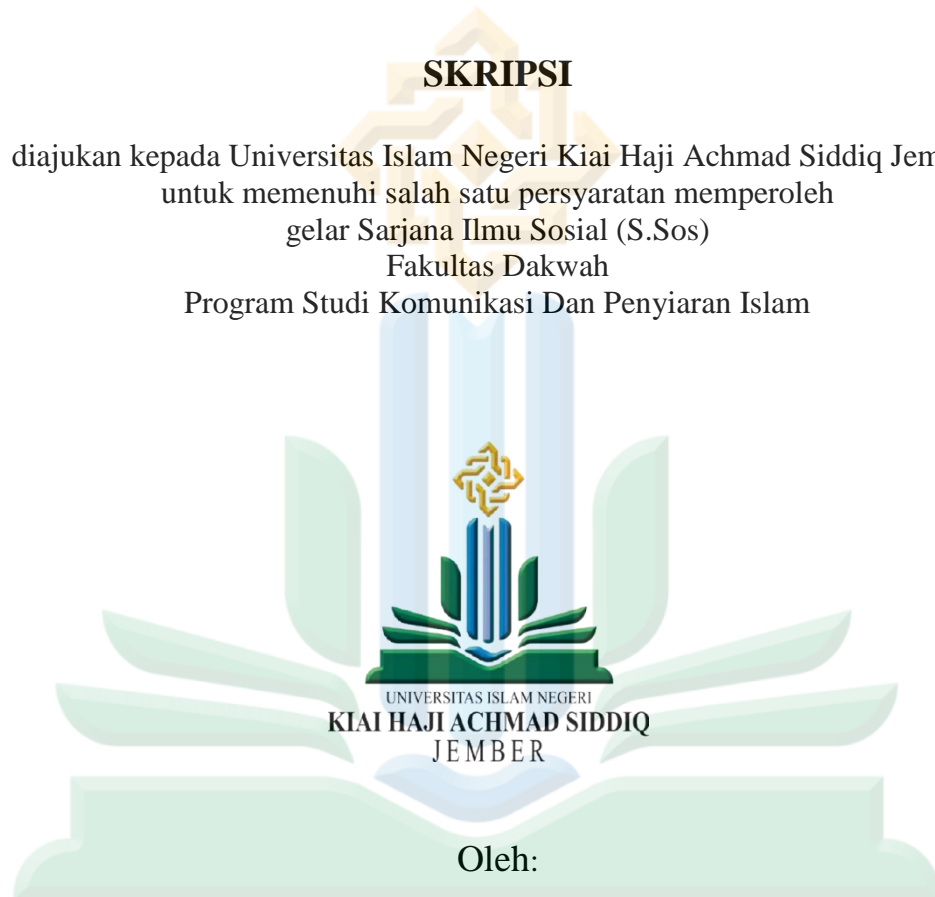 SKRIPSI
diajukan kepada Universitas Islam Negeri Kiai Haji Achmad Siddiq Jem
untuk memenuhi salah satu persyaratan memperoleh
gelar Sarjana Ilmu Sosial (S.Sos)
Fakultas Dakwah
Program Studi Komunikasi Dan Penyiaran Islam
UNIVERSITAS ISLAM NEGERI
KIAI HAJI ACHMAD SIDDIQ
JEMBER
Oleh: